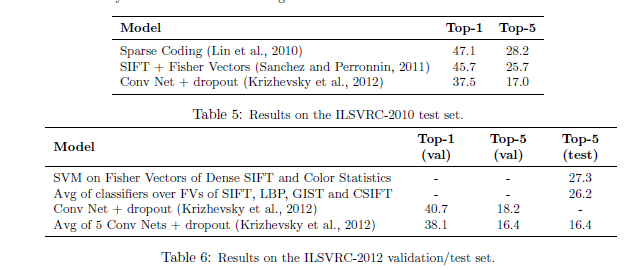 Model Top-1 Top-5
Sparse Coding (Lin et al., 2010) 47.1 28.2
SIFT + Fisher Vectors (Sanchez and Perronnin, 2011) 45.7 25.7
Conv Net + dropout (Krizhevsky et al., 2012) 37.5 17.0
Table 5: Results on the ILSVRC-2010 test set.
Model Top-1 (val) Top-5 (val) Top-5 (test)
SVM on Fisher Vectors of Dense SIFT and Color Statistics - - 27.3
Avg of classifiers over FVs of SIFT, LBP, GIST and CSIFT - - 26.2
Conv Net + dropout (Krizhevsky et al., 2012) 40.7 18.2 -
Avg of 5 Conv Nets + dropout (Krizhevsky et al., 2012) 38.1 16.4 16.4
Table 6: Results on the ILSVRC-2012 validation/test set.